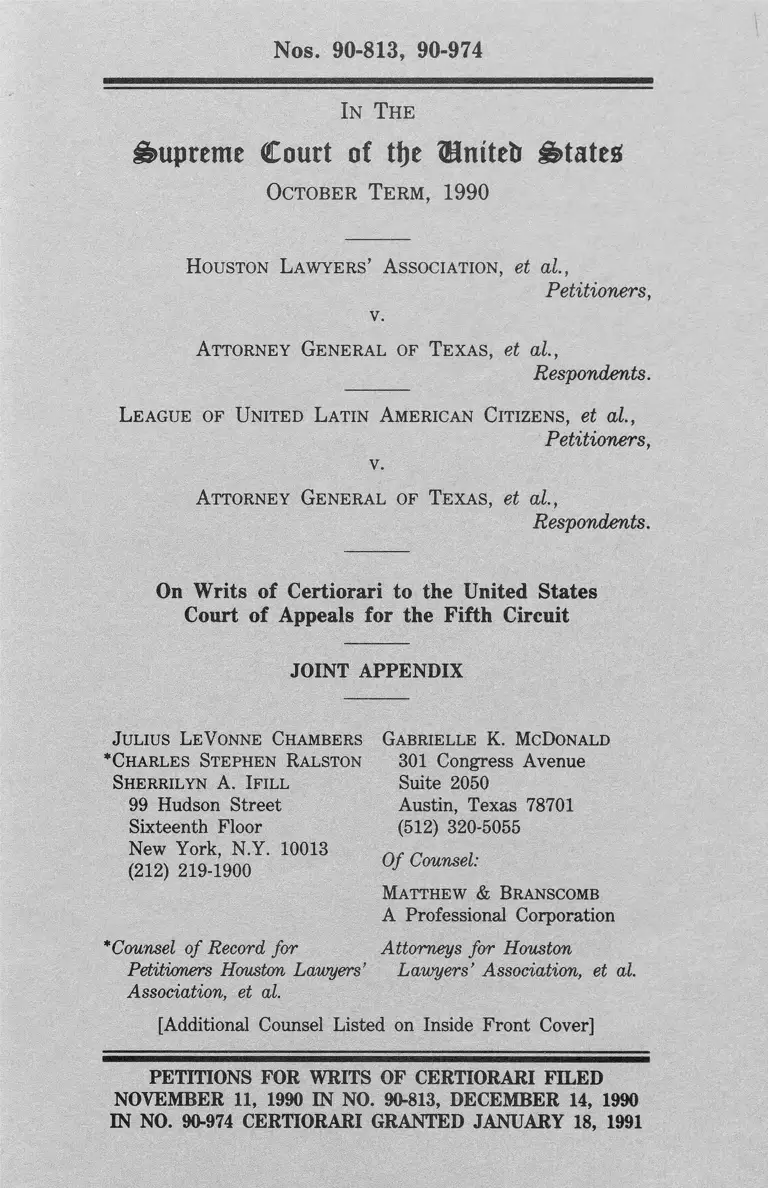 Nos. 90-813, 90-974
IN THE
Supreme Court of the United States
OCTOBER TERM, 1990
HOUSTON LAWYERS' ASSOCIATION, et al.,
Petitioners,
v.
ATTORNEY GENERAL OF TEXAS, et al.,
Respondents.
LEAGUE OF UNITED LATIN AMERICAN CITIZENS, et al.,
Petitioners,
v.
ATTORNEY GENERAL OF TEXAS, et al.,
Respondents.
On Writs of Certiorari to the United States
Court of Appeals for the Fifth Circuit
JOINT APPENDIX
JULIUS LEVONNE CHAMBERS
*CHARLES STEPHEN RALSTON
SHERRILYN A. IFILL
99 Hudson Street
Sixteenth Floor
New York, N.Y. 10013
(212) 219-1900
*Counsel of Record for
Petitioners Houston Lawyers'
Association, et al.
GABRIELLE K. MCDONALD
301 Congress Avenue
Suite 2050
Austin, Texas 78701
(512) 320-5055
Of Counsel:
MATTHEW & BRANSCOMB
A Professional Corporation
Attorneys for Houston
Lawyers' Association, et al.
[Additional Counsel Listed on Inside Front Cover]
PETITIONS FOR WRITS OF CERTIORARI FILED
NOVEMBER 11, 1990 IN NO. 90-813, DECEMBER 14, 1990
IN NO. 90-974 CERTIORARI GRANTED JANUARY 18, 1991